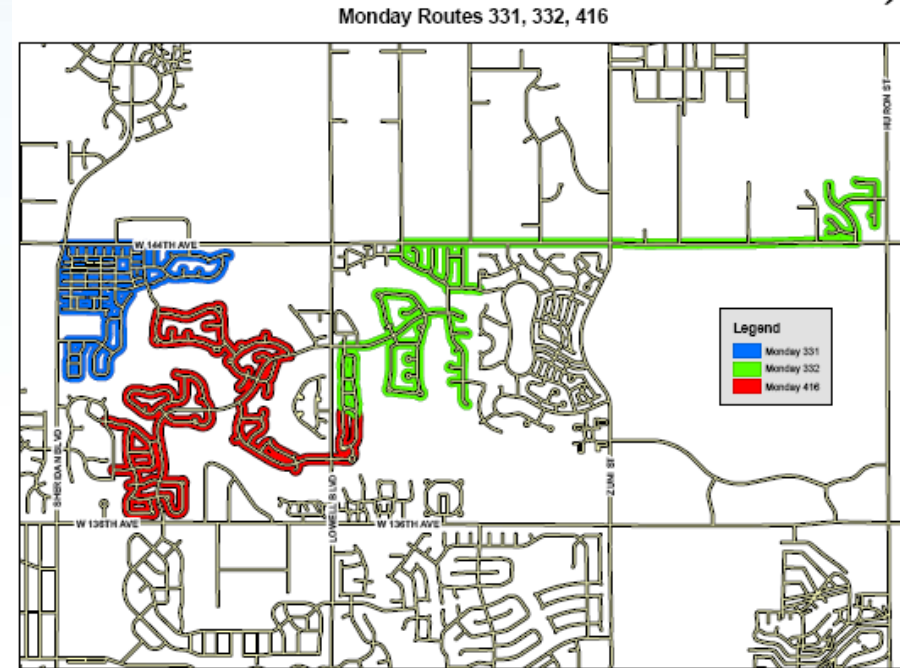 Monday Routes 331, 332, 416
HURON ST
W 144TH AVE
Legend
Monday 331
Monday 332
Monday 416
SHERIDAN BLVD
LOWELL BLVD
ZUNI ST
W 136TH AVE
W 136TH AVE